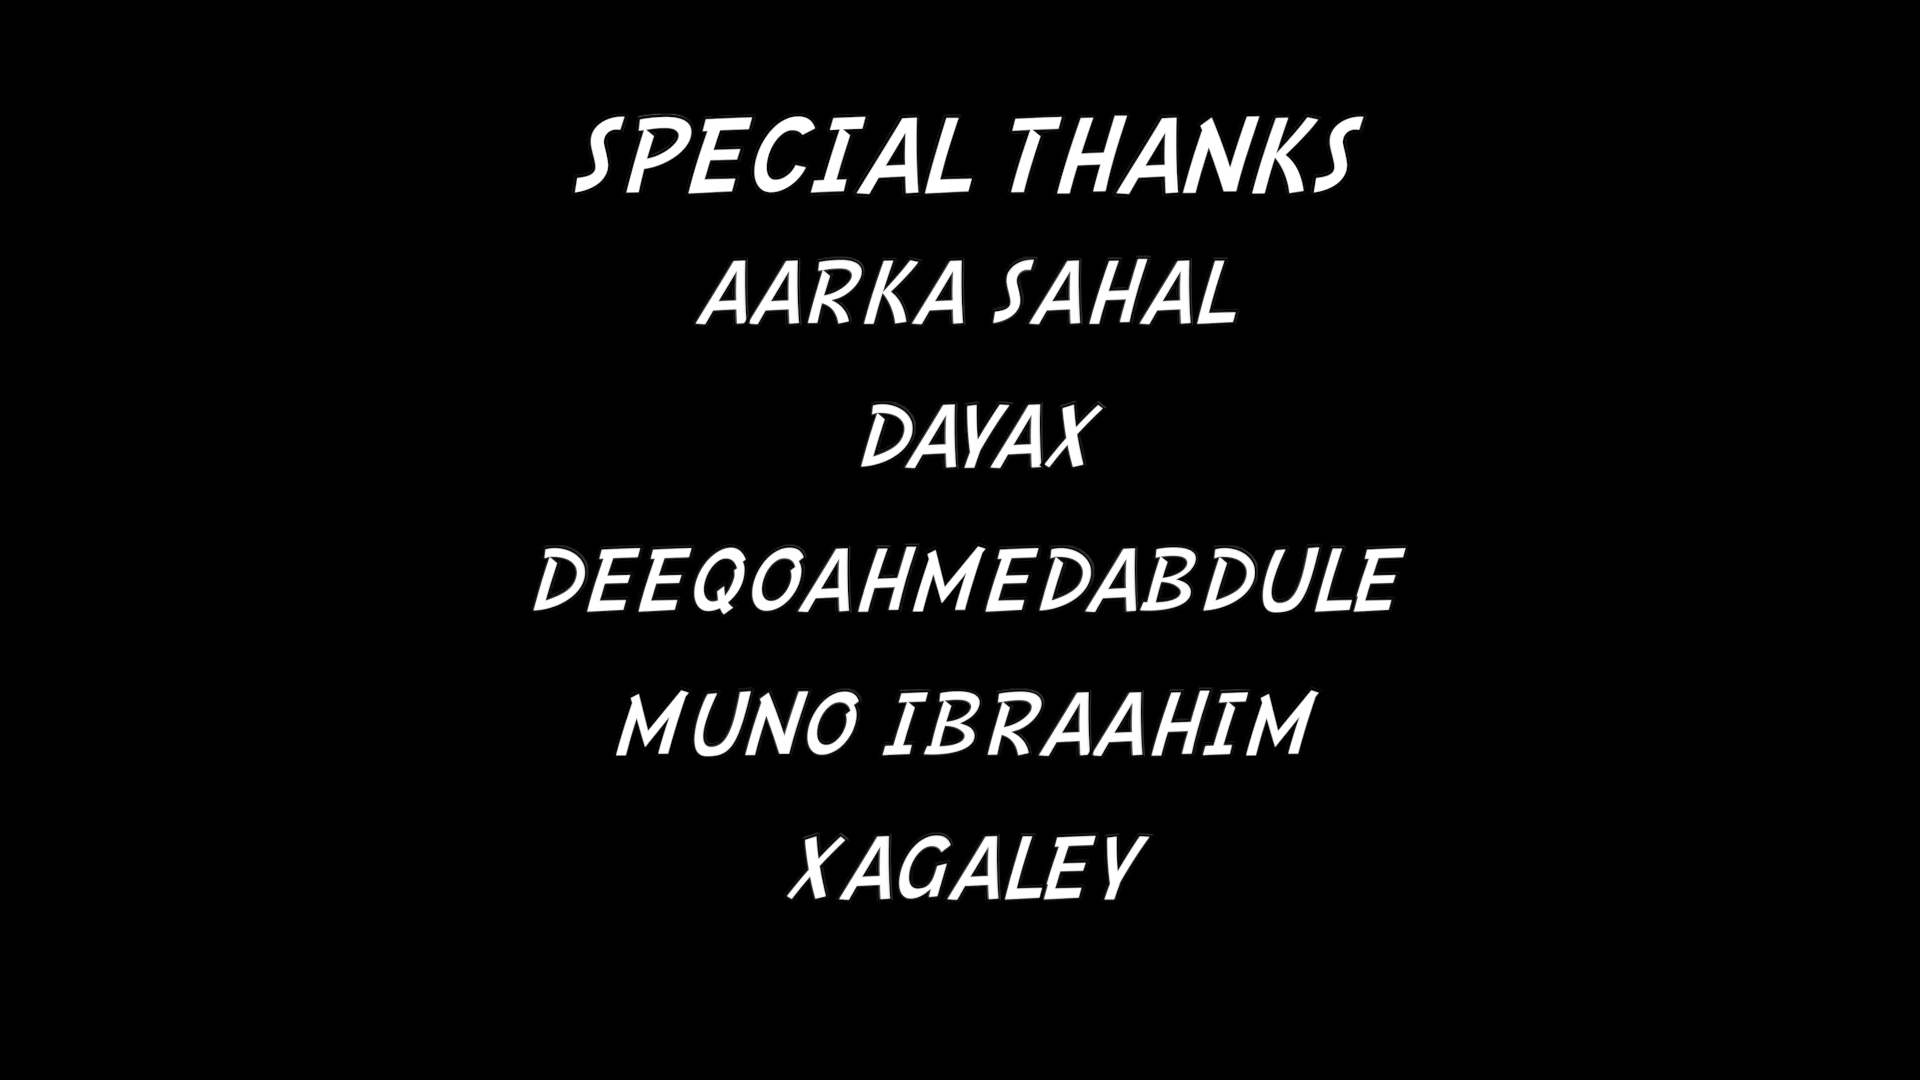 SPECIAL THANKS
AARKA SAHAL
DAYAX
DEEQOAHMEDABDULE
MUNO IBRAAHIM
XAGALEY